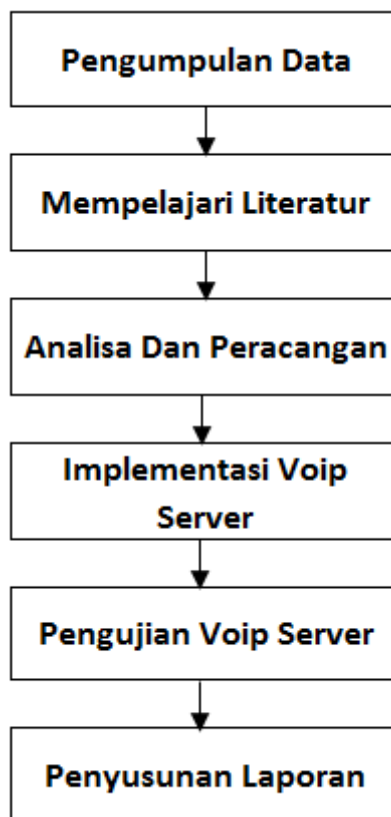 Pengumpulan Data
Mempelajari Literatur
Analisa Dan Peracangan
Implementasi Voip
Server
Pengujian Voip Server
Penyusunan Laporan